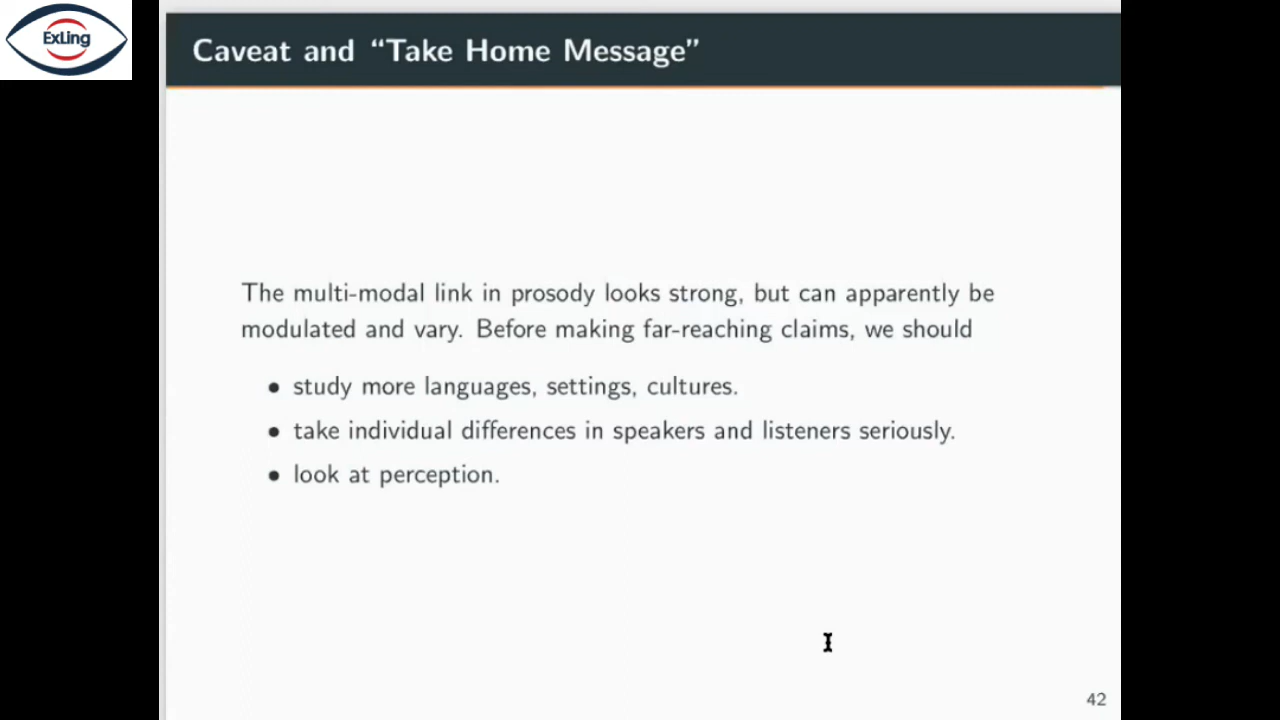 ExLing
Caveat and “Take Home Message”
The multi-modal link in prosody looks strong, but can apparently be
modulated and vary. Before making far-reaching claims, we should
• study more languages, settings, cultures.
• take individual differences in speakers and listeners seriously.
• look at perception.
42